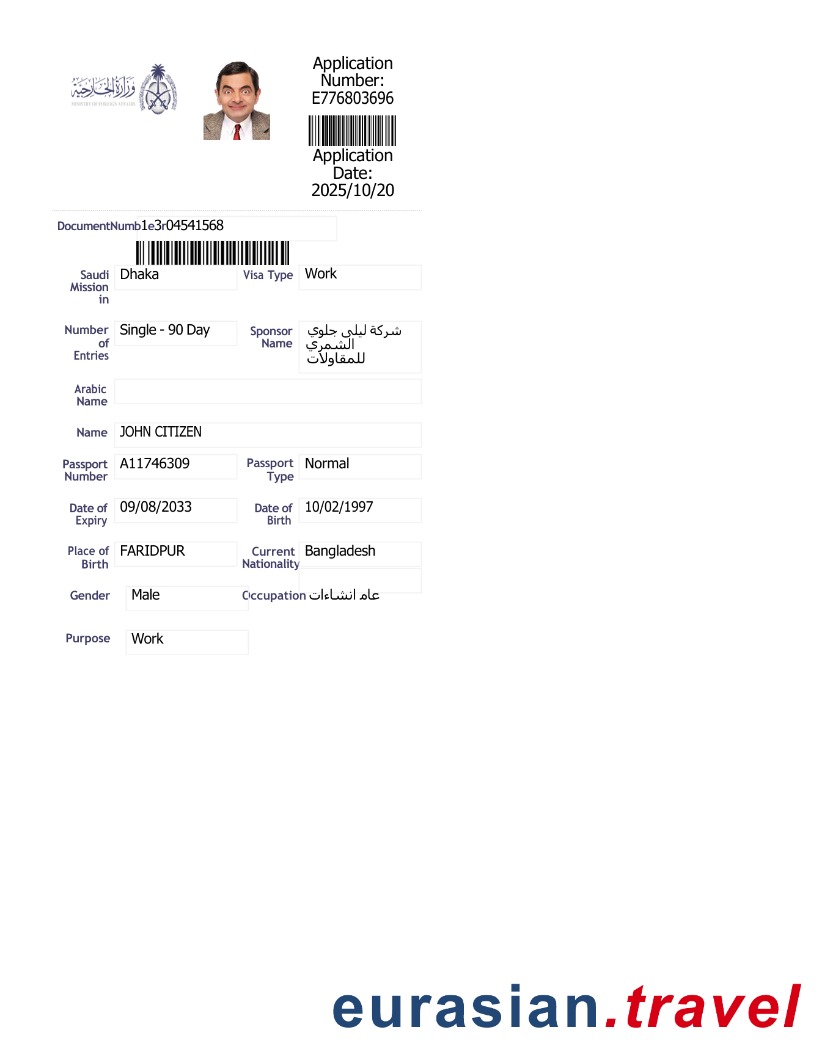 وزارة الخارجية
MINISTRY OF FOREIGN AFFAIRS
Application
Number:
E776803696
Application
Date:
2025/10/20
DocumentNumber 1304541568
Saudi Mission in Dhaka Visa Type Work
Number of Entries Single - 90 Day Sponsor Name شركة ليلى جلوي
الشمري
للمقاولات
Arabic Name
Name JOHN CITIZEN
Passport Number A11746309 Passport Type Normal
Date of Expiry 09/08/2033 Date of Birth 10/02/1997
Place of Birth FARIDPUR Current Nationality Bangladesh
Gender Male Occupation عام انشاءات
Purpose Work
eurasian.travel